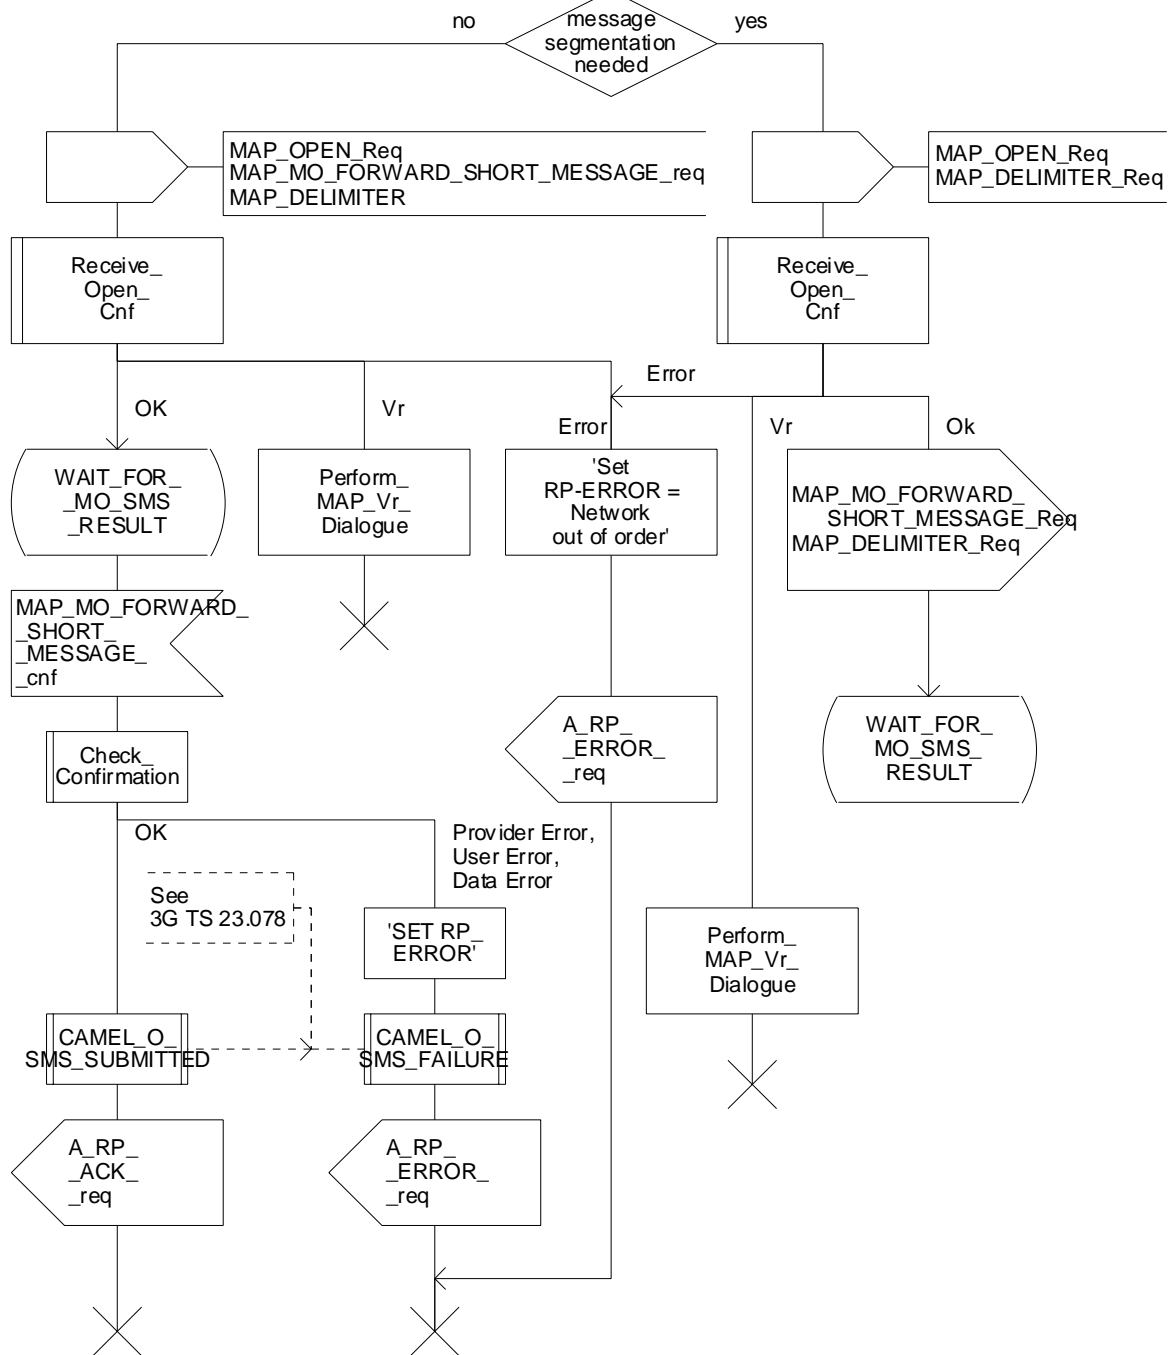 no
message
segmentation
needed
yes
MAP_OPEN_Req
MAP_MO_FORWARD_SHORT_MESSAGE_req
MAP_DELIMITER
MAP_OPEN_Req
MAP_DELIMITER_Req
Receive_
Open_
Cnf
Receive_
Open_
Cnf
Error
OK
Vr
Error
Vr
Ok
WAIT_FOR_
_MO_SMS
_RESULT
Perform_
MAP_Vr_
Dialogue
'Set
RP-ERROR =
Network
out of order'
MAP_MO_FORWARD_
SHORT_MESSAGE_Req
MAP_DELIMITER_Req
MAP_MO_FORWARD_
_SHORT_
_MESSAGE_
_cnf
A_RP_
_ERROR_
_req
WAIT_FOR_
MO_SMS_
RESULT
Check_
Confirmation
OK
Provider Error,
User Error,
Data Error
See
3G TS 23.078
'SET RP_
ERROR'
Perform_
MAP_Vr_
Dialogue
CAMEL_O_
SMS_SUBMITTED
CAMEL_O_
SMS_FAILURE
A_RP_
_ACK_
_req
A_RP_
_ERROR_
_req